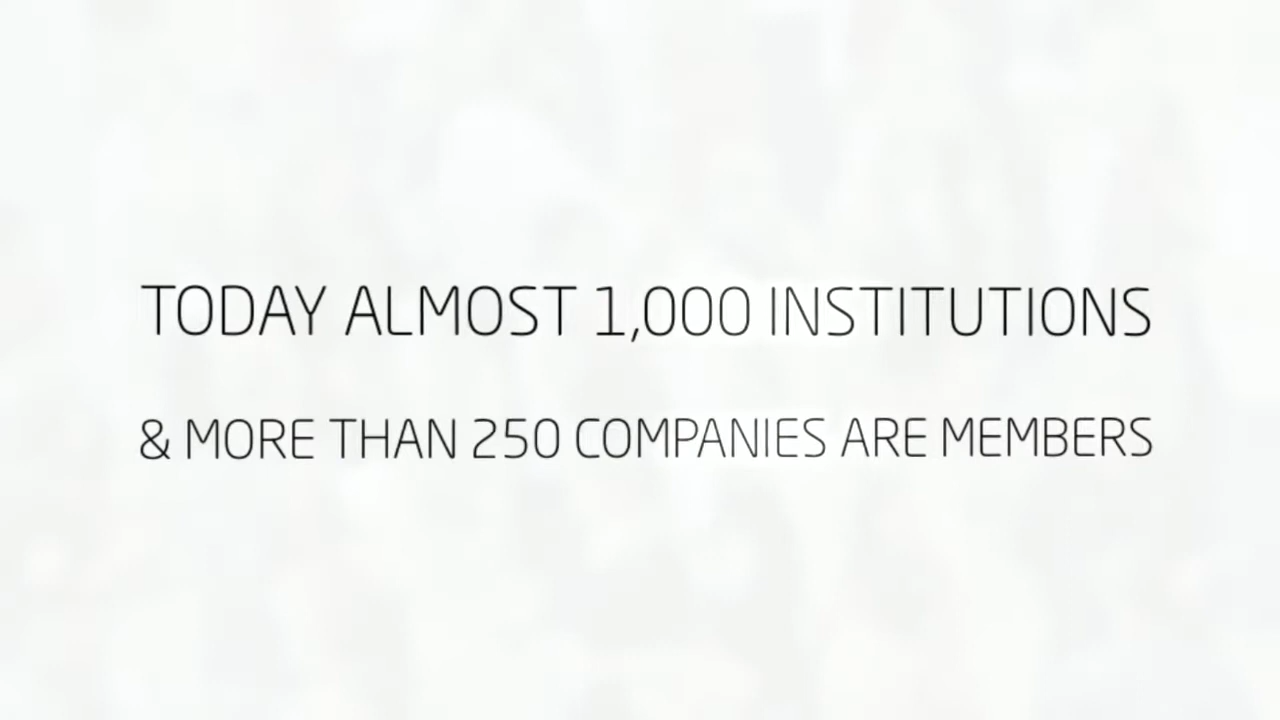 TODAY ALMOST 1,000 INSTITUTIONS
& MORE THAN 250 COMPANIES ARE MEMBERS